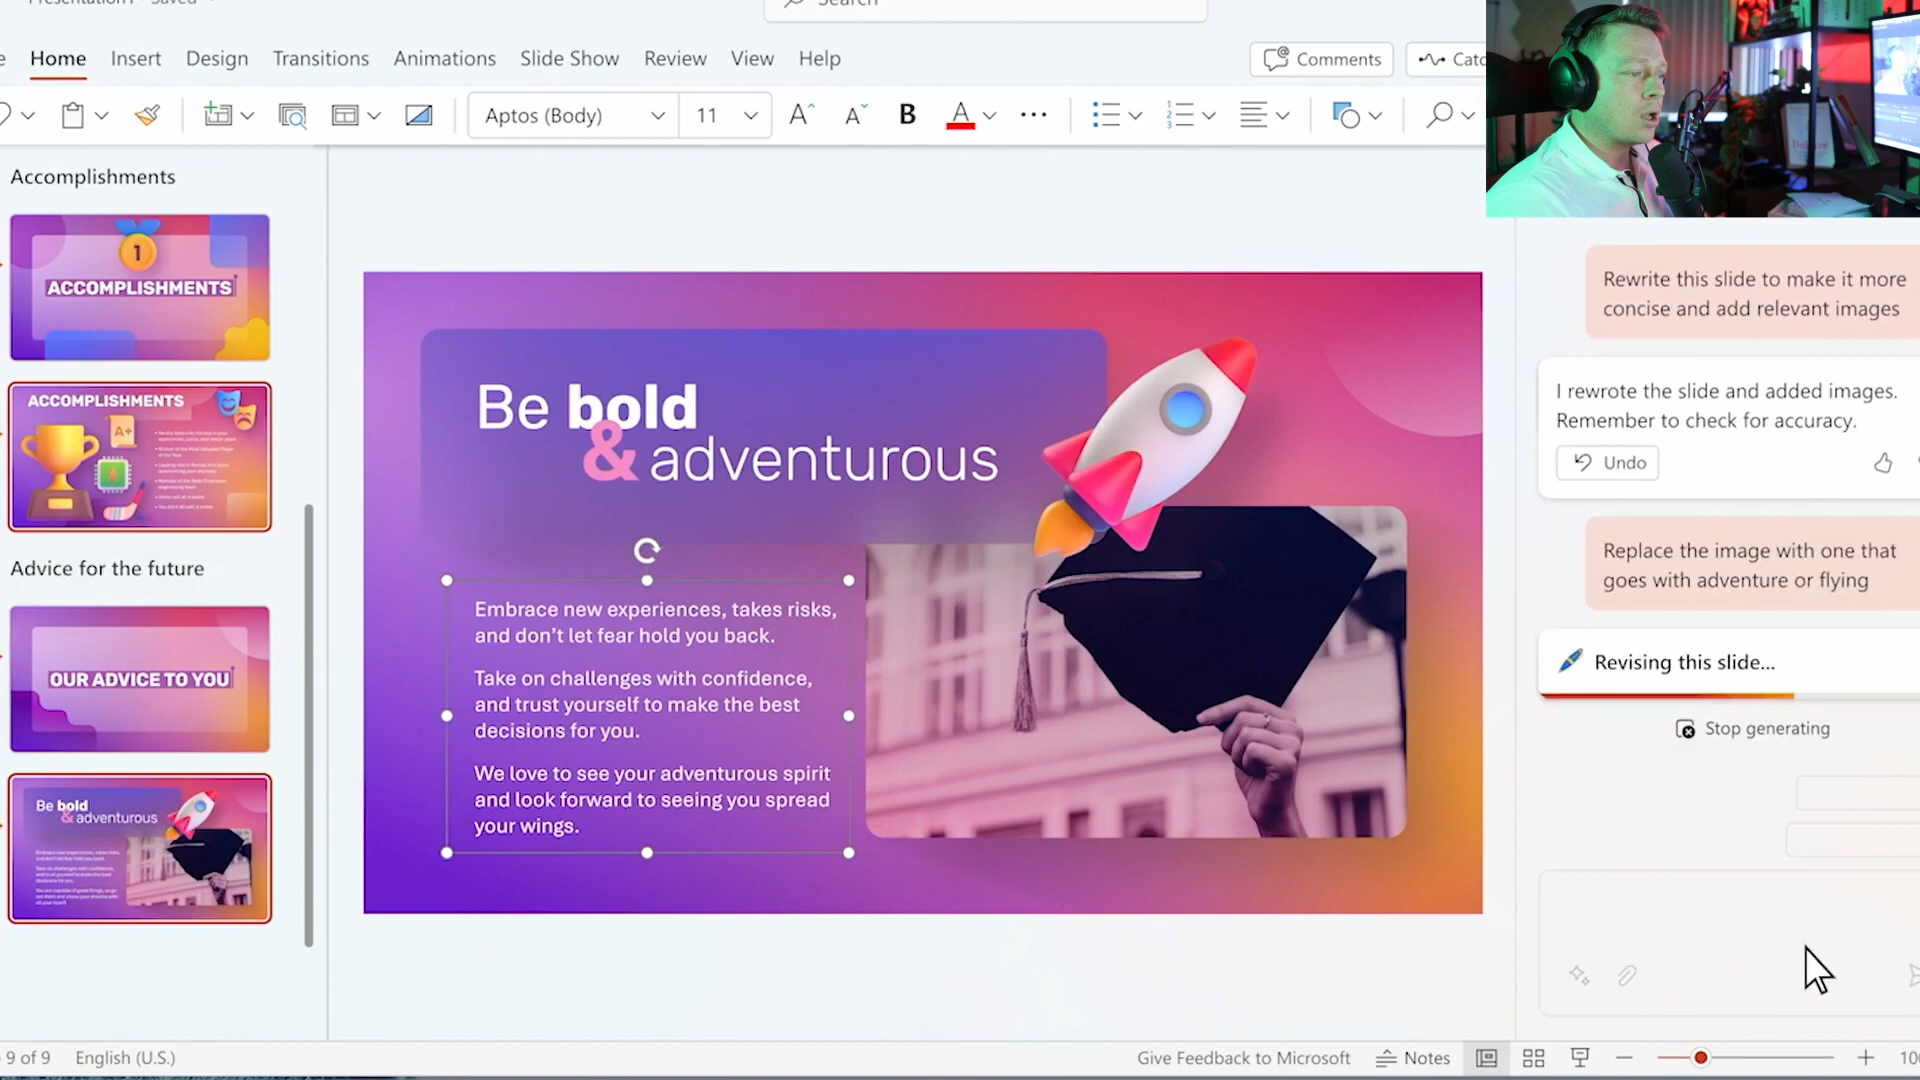 Search
Home Insert Design Transitions Animations Slide Show Review View Help
Comments
Aptos (Body) 11
Accomplishments
ACCOMPLISHMENTS
ACCOMPLISHMENTS
A+
Advice for the future
OUR ADVICE TO YOU
Be bold
& adventurous
Be bold
& adventurous
Embrace new experiences, takes risks,
and don't let fear hold you back.
Take on challenges with confidence,
and trust yourself to make the best
decisions for you.
We love to see your adventurous spirit
and look forward to seeing you spread
your wings.
Rewrite this slide to make it more
concise and add relevant images
I rewrote the slide and added images.
Remember to check for accuracy.
Undo
Replace the image with one that
goes with adventure or flying
Revising this slide...
Stop generating
9 of 9 English (U.S.)
Give Feedback to Microsoft Notes